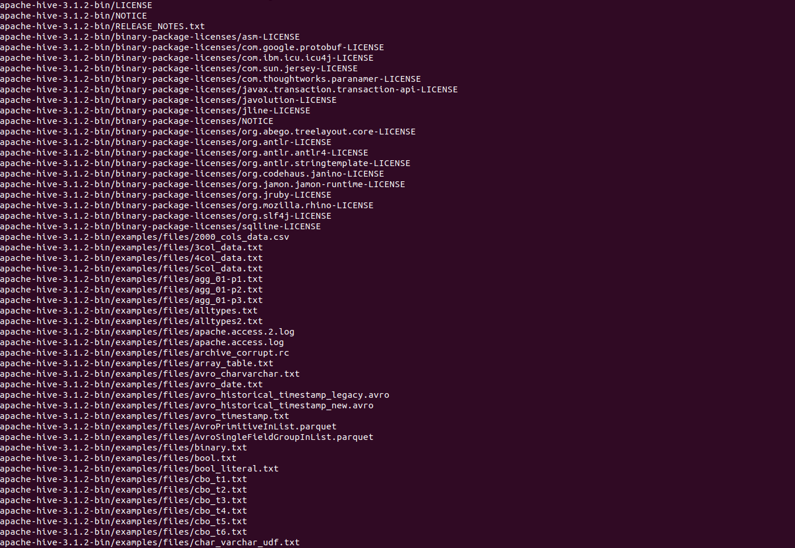 apache-hive-3.1.2-bin/LICENSE
apache-hive-3.1.2-bin/NOTICE
apache-hive-3.1.2-bin/RELEASE_NOTES.txt
apache-hive-3.1.2-bin/binary-package-licenses/asm-LICENSE
apache-hive-3.1.2-bin/binary-package-licenses/com.google.protobuf-LICENSE
apache-hive-3.1.2-bin/binary-package-licenses/com.ibm.icu.icu4j-LICENSE
apache-hive-3.1.2-bin/binary-package-licenses/com.sun.jersey-LICENSE
apache-hive-3.1.2-bin/binary-package-licenses/com.thoughtworks.paranamer-LICENSE
apache-hive-3.1.2-bin/binary-package-licenses/javax.transaction.transaction-api-LICENSE
apache-hive-3.1.2-bin/binary-package-licenses/javolution-LICENSE
apache-hive-3.1.2-bin/binary-package-licenses/jline-LICENSE
apache-hive-3.1.2-bin/binary-package-licenses/NOTICE
apache-hive-3.1.2-bin/binary-package-licenses/org.abego.treelayout.core-LICENSE
apache-hive-3.1.2-bin/binary-package-licenses/org.antlr-LICENSE
apache-hive-3.1.2-bin/binary-package-licenses/org.antlr.antlr4-LICENSE
apache-hive-3.1.2-bin/binary-package-licenses/org.antlr.stringtemplate-LICENSE
apache-hive-3.1.2-bin/binary-package-licenses/org.codehaus.janino-LICENSE
apache-hive-3.1.2-bin/binary-package-licenses/org.jamon.jamon-runtime-LICENSE
apache-hive-3.1.2-bin/binary-package-licenses/org.jruby-LICENSE
apache-hive-3.1.2-bin/binary-package-licenses/org.mozilla.rhino-LICENSE
apache-hive-3.1.2-bin/binary-package-licenses/org.slf4j-LICENSE
apache-hive-3.1.2-bin/binary-package-licenses/sqlline-LICENSE
apache-hive-3.1.2-bin/examples/files/2000_cols_data.csv
apache-hive-3.1.2-bin/examples/files/3col_data.txt
apache-hive-3.1.2-bin/examples/files/4col_data.txt
apache-hive-3.1.2-bin/examples/files/5col_data.txt
apache-hive-3.1.2-bin/examples/files/agg_01-p1.txt
apache-hive-3.1.2-bin/examples/files/agg_01-p2.txt
apache-hive-3.1.2-bin/examples/files/agg_01-p3.txt
apache-hive-3.1.2-bin/examples/files/alltypes.txt
apache-hive-3.1.2-bin/examples/files/alltypes2.txt
apache-hive-3.1.2-bin/examples/files/apache.access.2.log
apache-hive-3.1.2-bin/examples/files/apache.access.log
apache-hive-3.1.2-bin/examples/files/archive_corrupt.rc
apache-hive-3.1.2-bin/examples/files/array_table.txt
apache-hive-3.1.2-bin/examples/files/avro_charvarchar.txt
apache-hive-3.1.2-bin/examples/files/avro_date.txt
apache-hive-3.1.2-bin/examples/files/avro_historical_timestamp_legacy.avro
apache-hive-3.1.2-bin/examples/files/avro_historical_timestamp_new.avro
apache-hive-3.1.2-bin/examples/files/avro_timestamp.txt
apache-hive-3.1.2-bin/examples/files/AvroPrimitiveInList.parquet
apache-hive-3.1.2-bin/examples/files/AvroSingleFieldGroupInList.parquet
apache-hive-3.1.2-bin/examples/files/binary.txt
apache-hive-3.1.2-bin/examples/files/bool.txt
apache-hive-3.1.2-bin/examples/files/bool_literal.txt
apache-hive-3.1.2-bin/examples/files/cbo_t1.txt
apache-hive-3.1.2-bin/examples/files/cbo_t2.txt
apache-hive-3.1.2-bin/examples/files/cbo_t3.txt
apache-hive-3.1.2-bin/examples/files/cbo_t4.txt
apache-hive-3.1.2-bin/examples/files/cbo_t5.txt
apache-hive-3.1.2-bin/examples/files/cbo_t6.txt
apache-hive-3.1.2-bin/examples/files/char_varchar_udf.txt